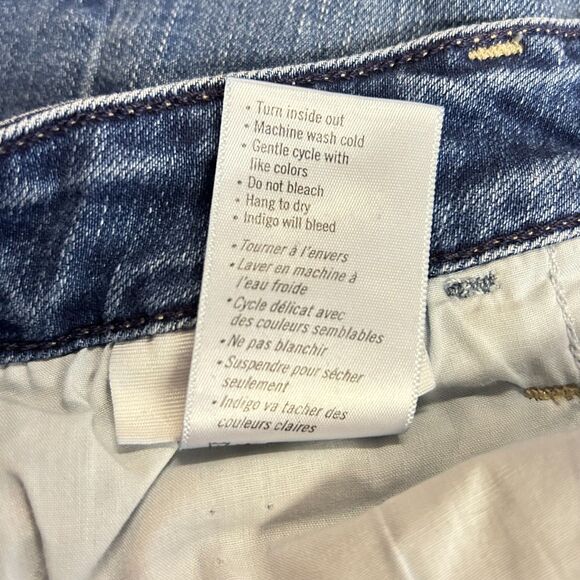 • Turn inside out
• Machine wash cold
• Gentle cycle with
like colors
• Do not bleach
• Hang to dry
• Indigo will bleed
• Tourner à l'envers
• Laver en machine à
l'eau froide
• Cycle délicat avec
des couleurs semblables
• Ne pas blanchir
• Suspendre pour sécher
seulement
• Indigo va tacher des
couleurs claires